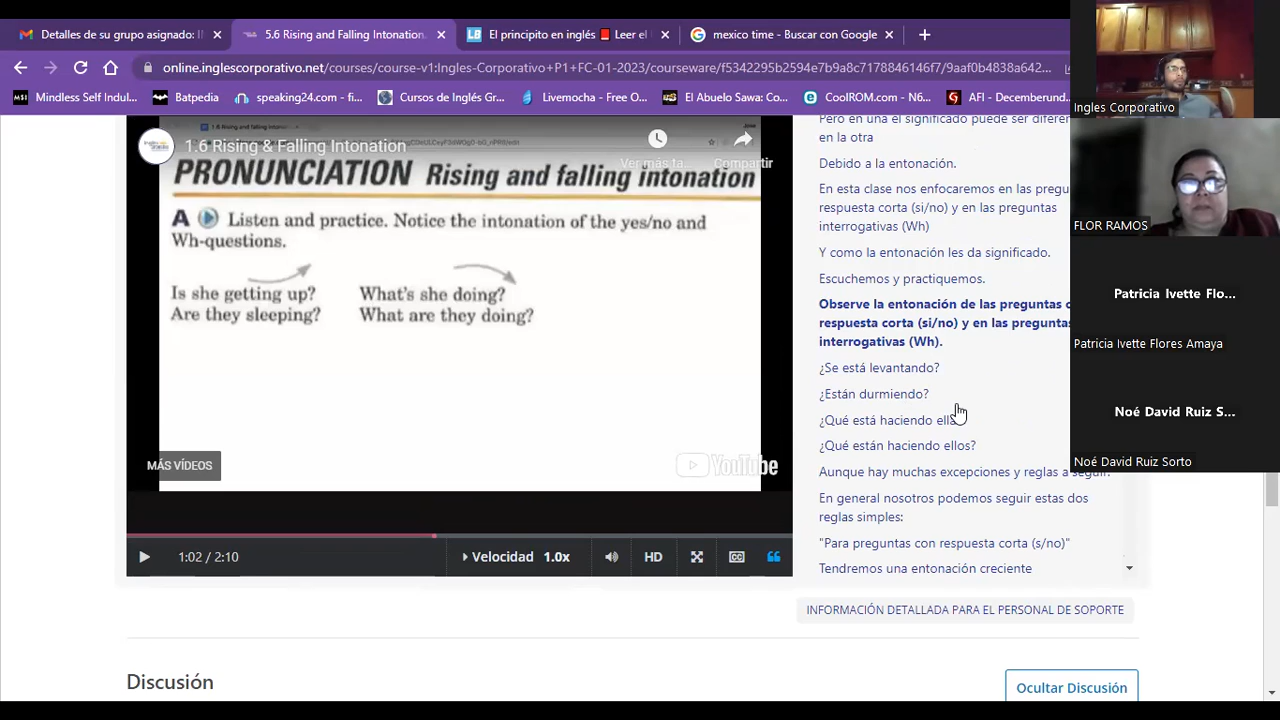 Detalles de su grupo asignado: II
5.6 Rising and Falling Intonation
El principito en inglés 📕 Leer el
mexico time - Buscar con Google
online.inglescorporativo.net/courses/course-v1:Ingles-Corporativo+P1+FC-01-2023/courseware/f5342295b2594e7b9a8c7178846146f7/9aaf0b4838a642...
Mindless Self Indul...
Batpedia
speaking24.com - fi...
Cursos de Inglés Gr...
Livemocha - Free O...
El Abuelo Sawa: Co...
CoolROM.com - N6...
AFI - Decemberund...
1.6 Rising & Falling Intonation
Ver más ta...
Compartir
PRONUNCIATION Rising and falling intonation
A Listen and practice. Notice the intonation of the yes/no and
Wh-questions.
Is she getting up? What's she doing?
Are they sleeping? What are they doing?
MÁS VÍDEOS
YouTube
1:02 / 2:10
Velocidad 1.0x
HD
Pero en una el significado puede ser diferen
en la otra
Debido a la entonación.
En esta clase nos enfocaremos en las pregu
respuesta corta (si/no) y en las preguntas
interrogativas (Wh)
Y como la entonación les da significado.
Escuchemos y practiquemos.
Observe la entonación de las preguntas c
respuesta corta (si/no) y en las preguntas
interrogativas (Wh).
¿Se está levantando?
¿Están durmiendo?
¿Qué está haciendo ella
¿Qué están haciendo ellos?
Aunque hay muchas excepciones y reglas a seguir.
En general nosotros podemos seguir estas dos
reglas simples:
"Para preguntas con respuesta corta (s/no)"
Tendremos una entonación creciente
INFORMACIÓN DETALLADA PARA EL PERSONAL DE SOPORTE
Discusión
Ocultar Discusión
Ingles Corporativo
FLOR RAMOS
Patricia Ivette Flo...
Patricia Ivette Flores Amaya
Noé David Ruiz S...
Noé David Ruiz Sorto